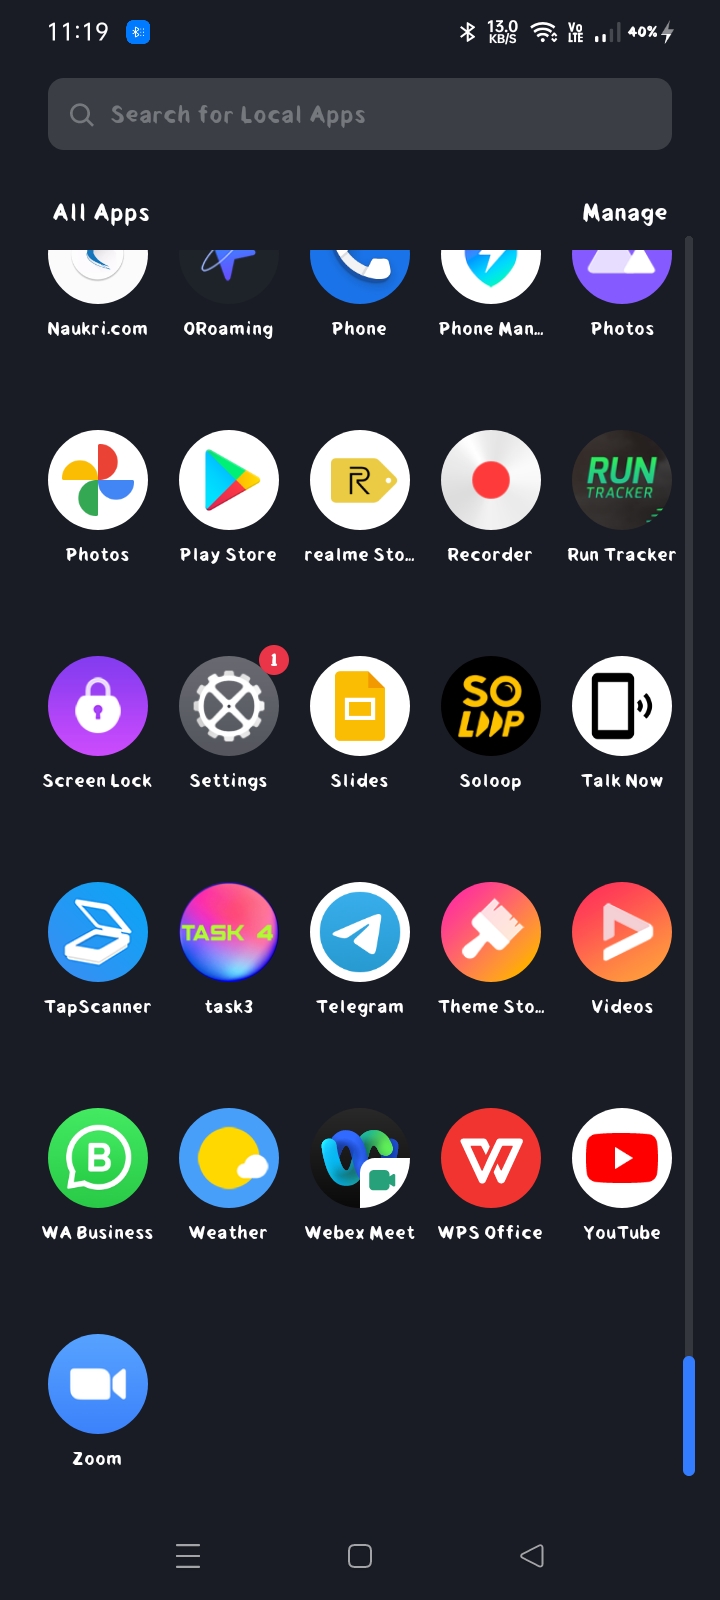 11:19 13.0 KB/S Vo LTE 40%
Search for Local Apps
All Apps Manage
Naukri.com ORoaming Phone Phone Man... Photos
RUN
TRACKER
Photos Play Store realme Sto... Recorder Run Tracker
1
SO
LOOP
Screen Lock Settings Slides Soloop Talk Now
TASK 4
TapScanner task3 Telegram Theme Sto... Videos
B
WA Business Weather Webex Meet WPS Office YouTube
Zoom